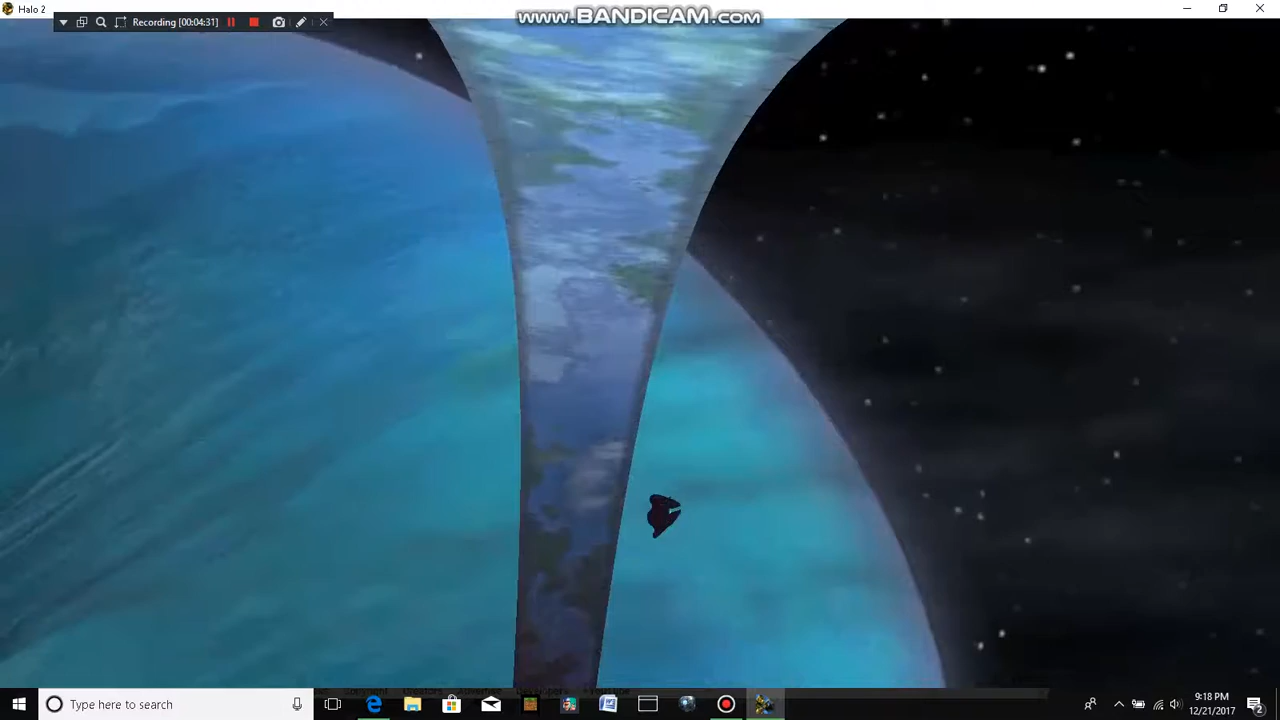 Halo 2
Recording [00:04:31]
www.BANDICAM.com
Type here to search
9:18 PM
12/21/2017
2